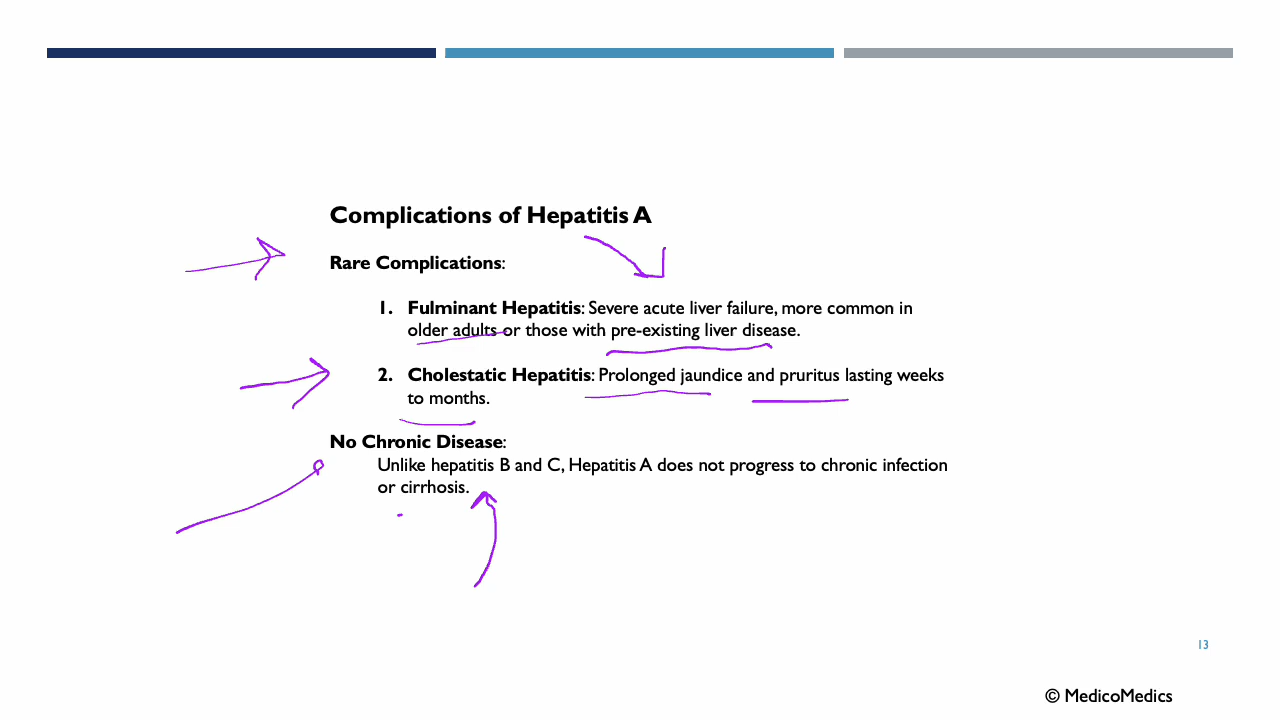 Complications of Hepatitis A
Rare Complications:
1. Fulminant Hepatitis: Severe acute liver failure, more common in
older adults or those with pre-existing liver disease.
2. Cholestatic Hepatitis: Prolonged jaundice and pruritus lasting weeks
to months.
No Chronic Disease:
Unlike hepatitis B and C, Hepatitis A does not progress to chronic infection
or cirrhosis.
13
© MedicoMedics